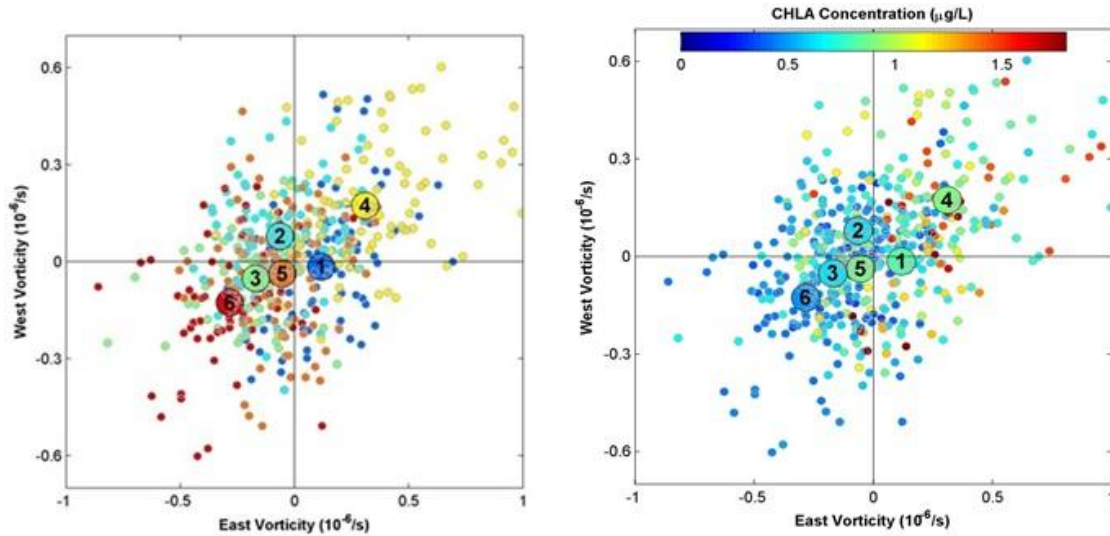 CHLA Concentration (μg/L)
0 0.5 1 1.5
0.6
0.3
0
-0.3
-0.6
West Vorticity (10⁻⁶/s)
1
2
3
4
5
6
-1 -0.5 0 0.5 1
East Vorticity (10⁻⁶/s)
0.6
0.3
0
-0.3
-0.6
West Vorticity (10⁻⁶/s)
1
2
3
4
5
6
-1 -0.5 0 0.5 1
East Vorticity (10⁻⁶/s)